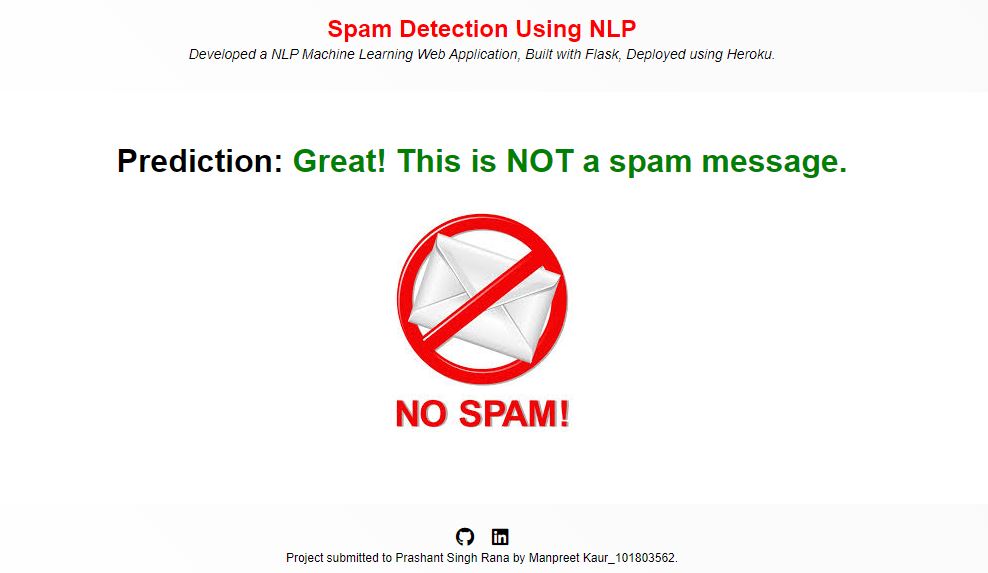 Spam Detection Using NLP
Developed a NLP Machine Learning Web Application, Built with Flask, Deployed using Heroku.
Prediction: Great! This is NOT a spam message.
NO SPAM!
in
Project submitted to Prashant Singh Rana by Manpreet Kaur_101803562.